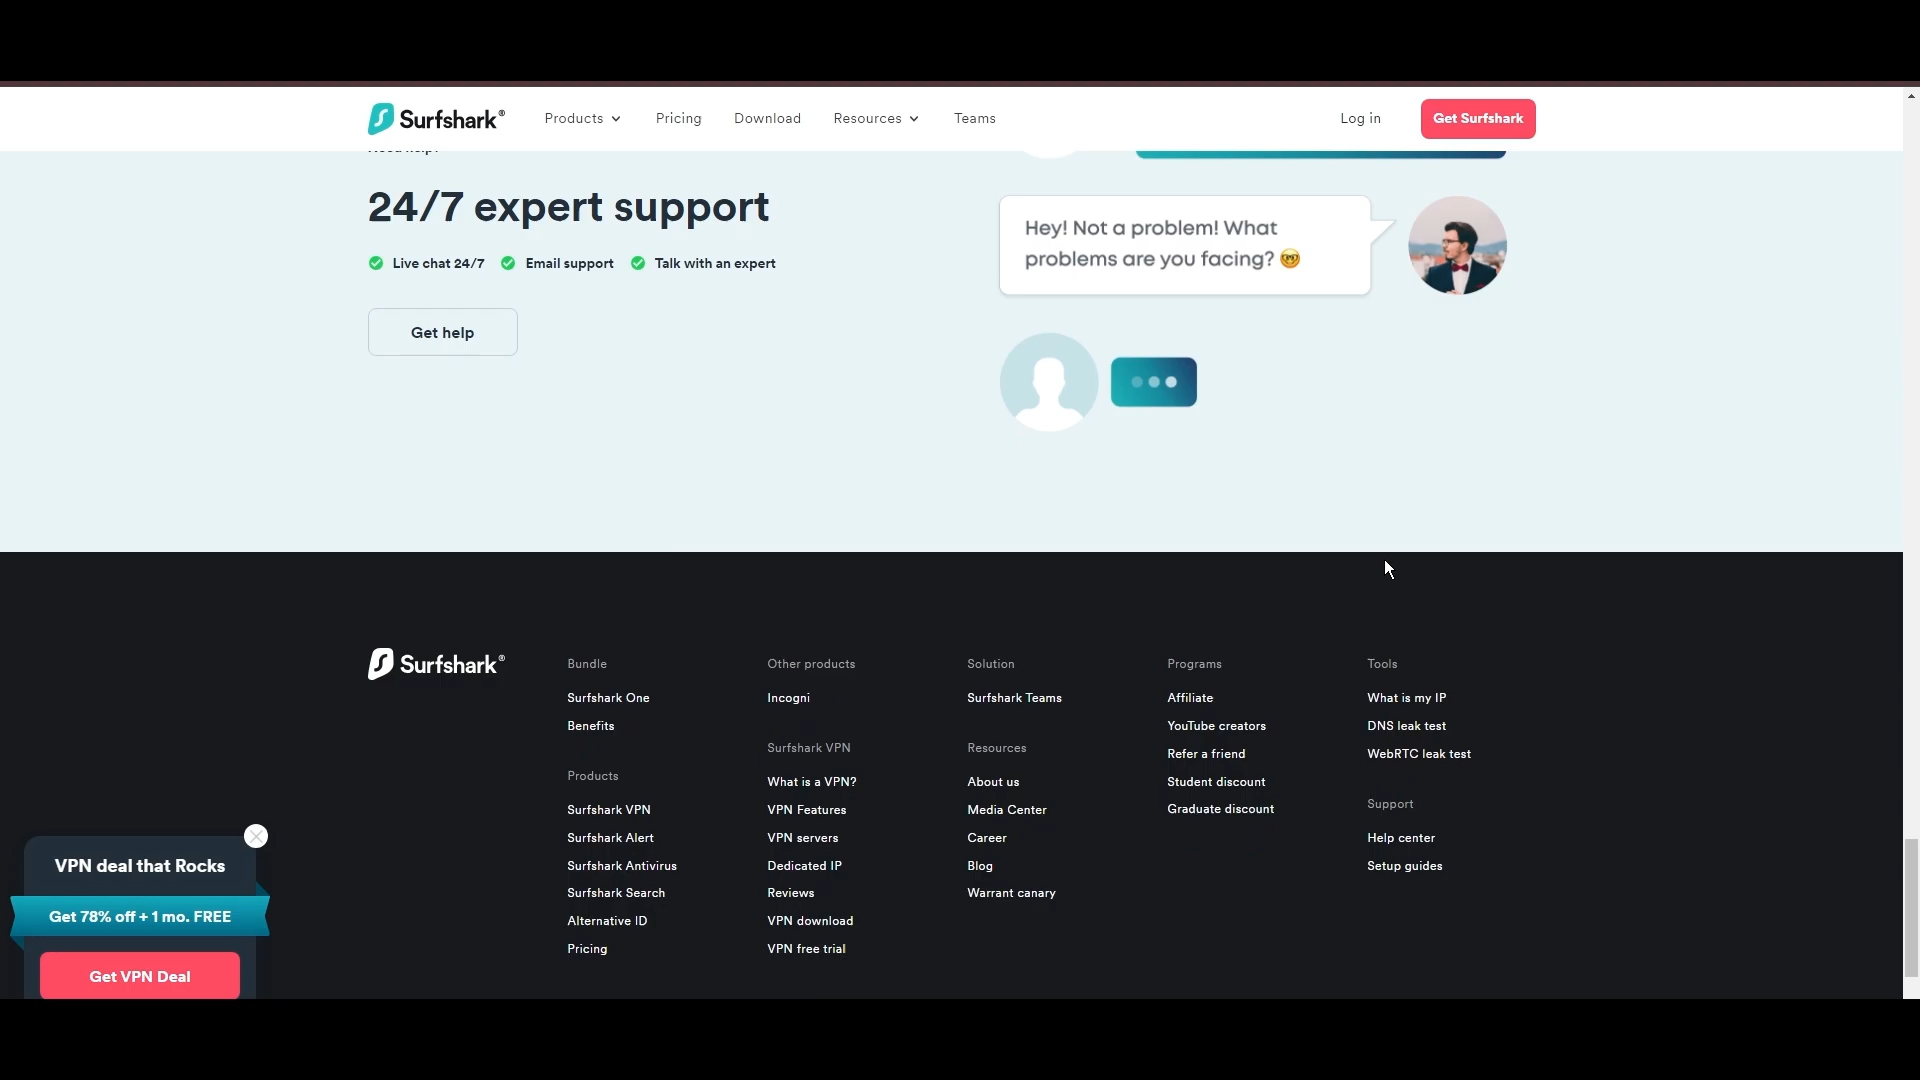 Surfshark®
Products
Pricing
Download
Resources
Teams
Log in
Get Surfshark
24/7 expert support
Live chat 24/7
Email support
Talk with an expert
Get help
Hey! Not a problem! What
problems are you facing? 🤓
Surfshark®
Bundle
Surfshark One
Benefits
Products
Surfshark VPN
Surfshark Alert
Surfshark Antivirus
Surfshark Search
Alternative ID
Pricing
Other products
Incogni
Surfshark VPN
What is a VPN?
VPN Features
VPN servers
Dedicated IP
Reviews
VPN download
VPN free trial
Solution
Surfshark Teams
Resources
About us
Media Center
Career
Blog
Warrant canary
Programs
Affiliate
YouTube creators
Refer a friend
Student discount
Graduate discount
Tools
What is my IP
DNS leak test
WebRTC leak test
Support
Help center
Setup guides
VPN deal that Rocks
Get 78% off + 1 mo. FREE
Get VPN Deal